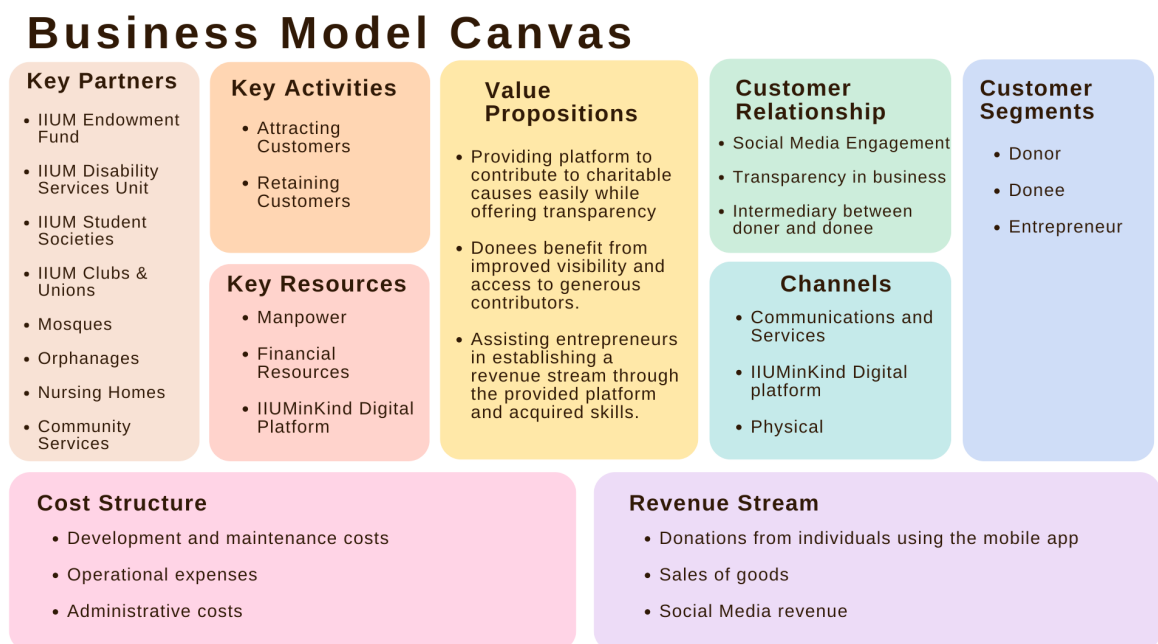 Business Model Canvas
Key Partners
• IIUM Endowment
Fund
• IIUM Disability
Services Unit
• IIUM Student
Societies
• IIUM Clubs &
Unions
• Mosques
• Orphanages
• Nursing Homes
• Community
Services
Key Activities
• Attracting
Customers
• Retaining
Customers
Key Resources
• Manpower
• Financial
Resources
• IIUMinKind Digital
Platform
Value
Propositions
• Providing platform to
contribute to charitable
causes easily while
offering transparency
• Donees benefit from
improved visibility and
access to generous
contributors.
• Assisting entrepreneurs
in establishing a
revenue stream through
the provided platform
and acquired skills.
Customer
Relationship
• Social Media Engagement
• Transparency in business
• Intermediary between
doner and donee
Channels
• Communications and
Services
• IIUMinKind Digital
platform
• Physical
Customer
Segments
• Donor
• Donee
• Entrepreneur
Cost Structure
• Development and maintenance costs
• Operational expenses
• Administrative costs
Revenue Stream
• Donations from individuals using the mobile app
• Sales of goods
• Social Media revenue